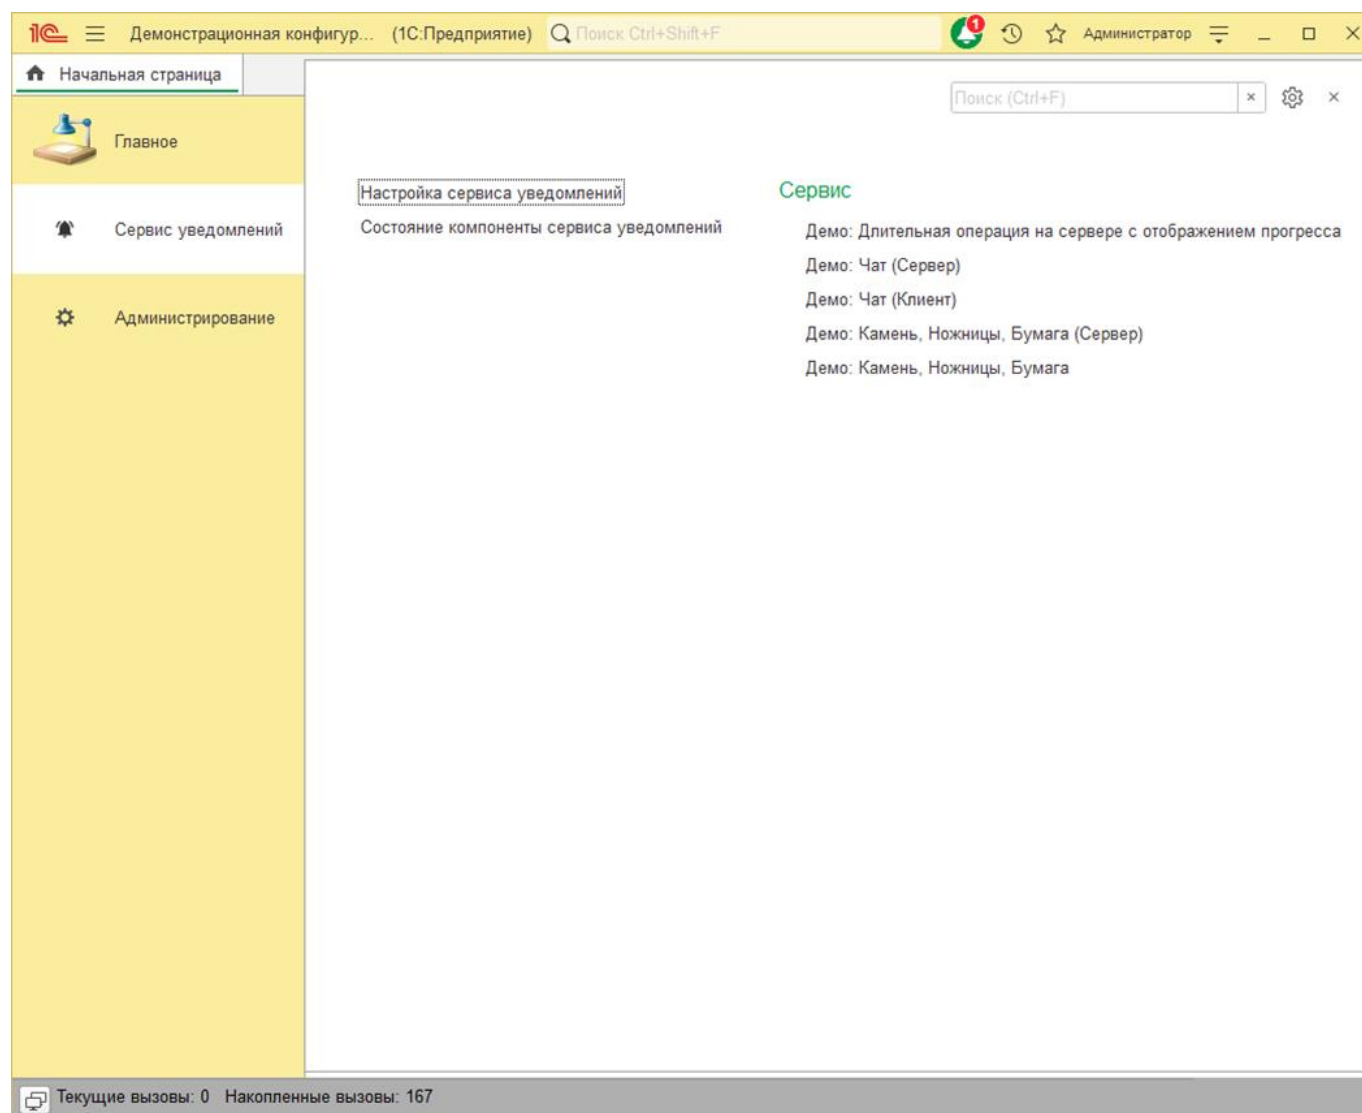 1С Демонстрационная конфигур... (1С:Предприятие) Поиск Ctrl+Shift+F 1 Администратор
Начальная страница
Поиск (Ctrl+F)
Главное
Сервис уведомлений
Администрирование
Настройка сервиса уведомлений
Состояние компоненты сервиса уведомлений
Сервис
Демо: Длительная операция на сервере с отображением прогресса
Демо: Чат (Сервер)
Демо: Чат (Клиент)
Демо: Камень, Ножницы, Бумага (Сервер)
Демо: Камень, Ножницы, Бумага
Текущие вызовы: 0 Накопленные вызовы: 167